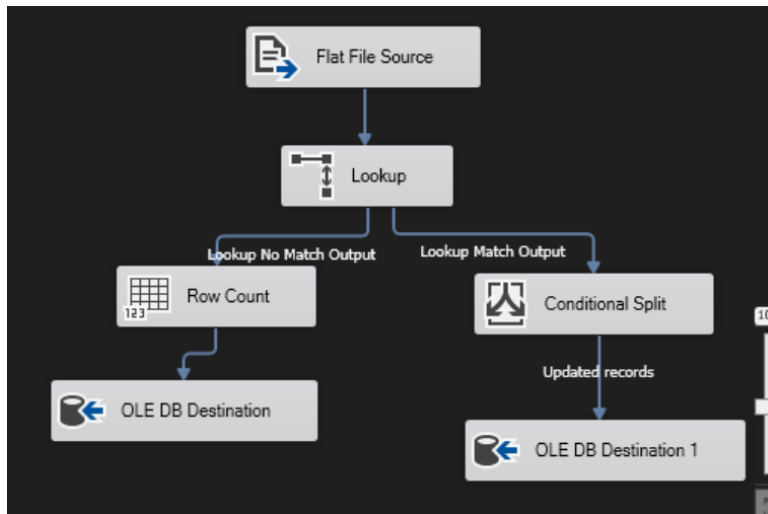 Flat File Source
Lookup
Lookup No Match Output
Lookup Match Output
123
Row Count
Conditional Split
Updated records
OLE DB Destination
OLE DB Destination 1